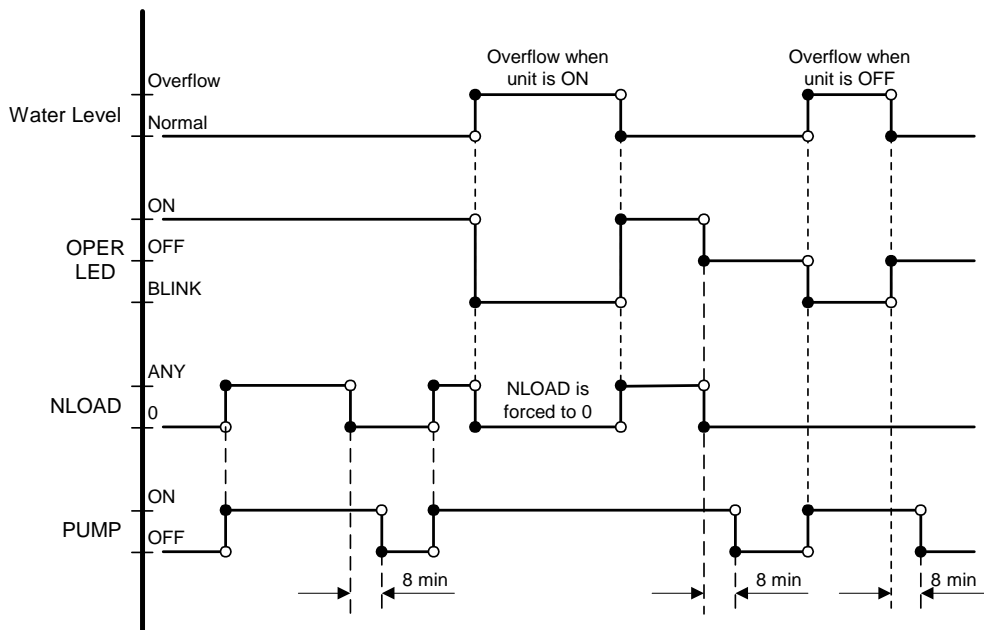 Overflow when
unit is ON
Overflow when
unit is OFF
Overflow
Water Level
Normal
ON
OPER
LED
OFF
BLINK
ANY
NLOAD
0
NLOAD is
forced to 0
ON
PUMP
OFF
8 min
8 min
8 min